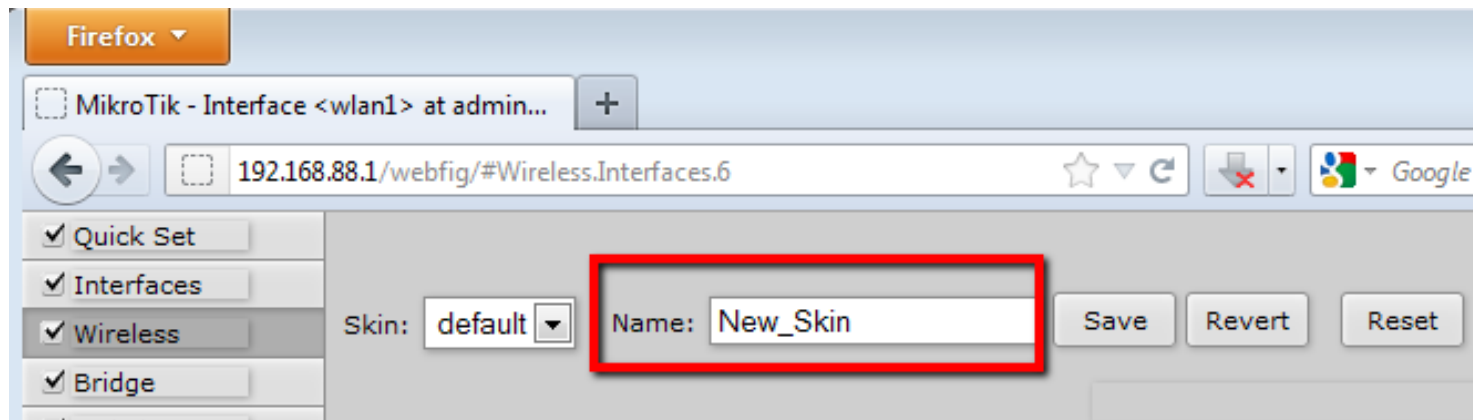 Firefox
MikroTik - Interface <wlan1> at admin... +
192.168.88.1/webfig/#Wireless.Interfaces.6 Google
Quick Set
Interfaces
Wireless
Skin: default Name: New_Skin Save Revert Reset
Bridge